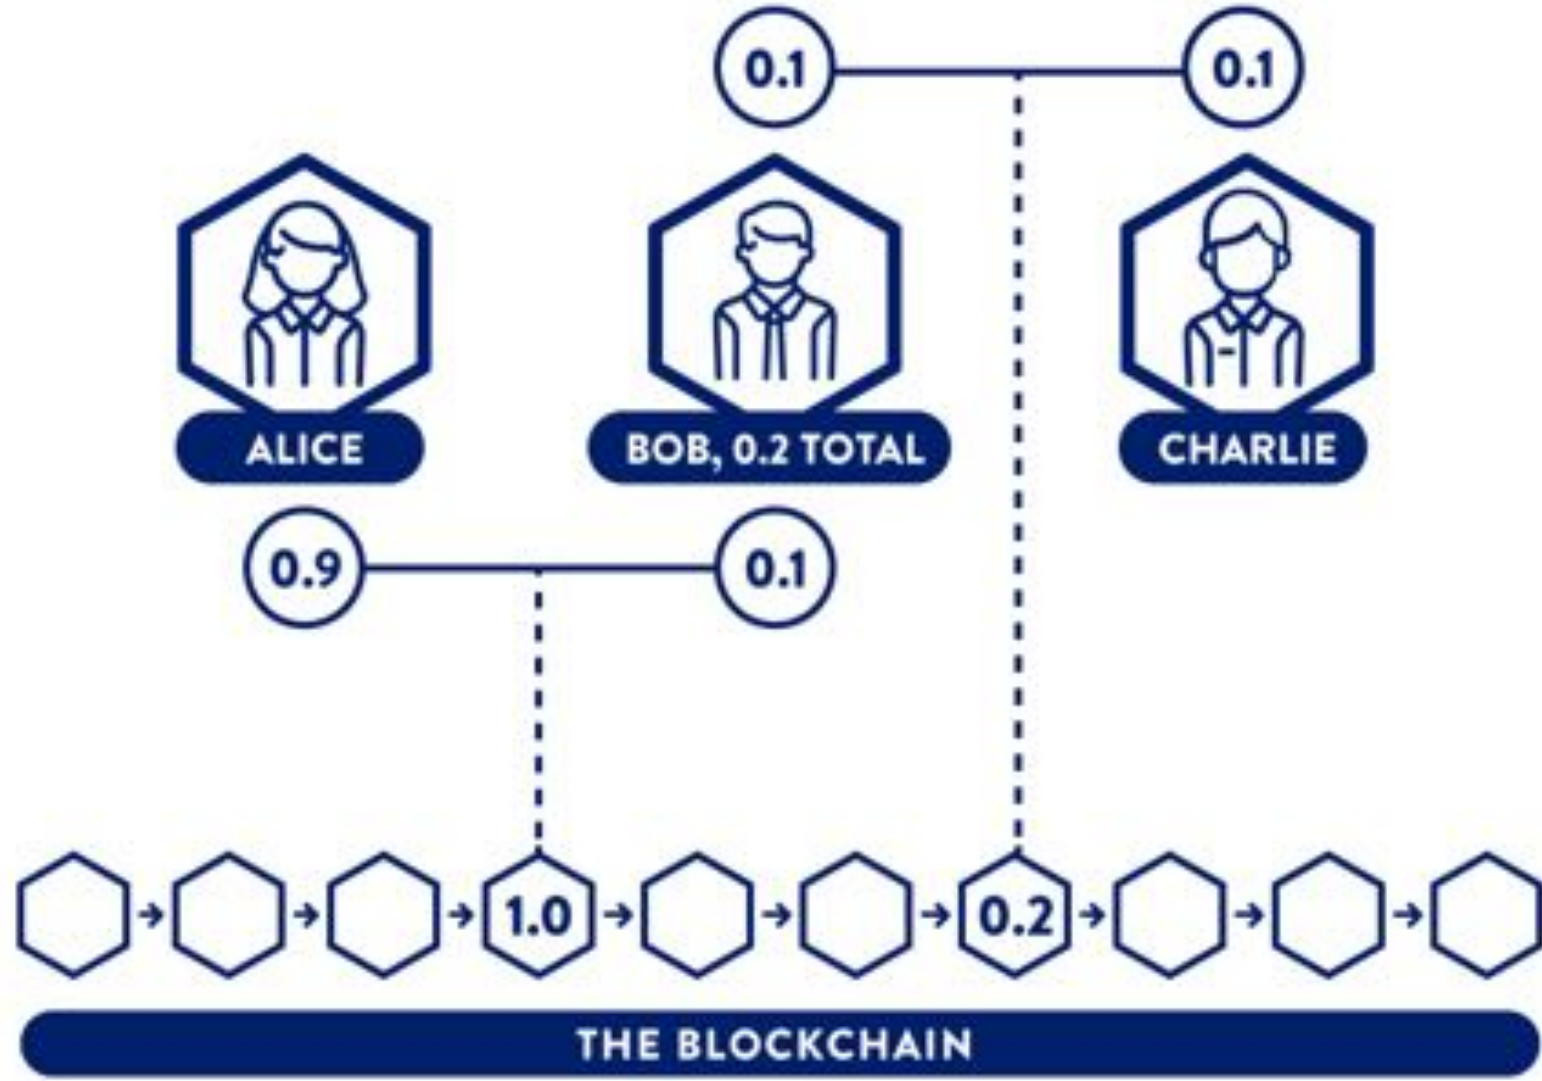 0.1 0.1
ALICE BOB, 0.2 TOTAL CHARLIE
0.9 0.1
1.0 0.2
THE BLOCKCHAIN